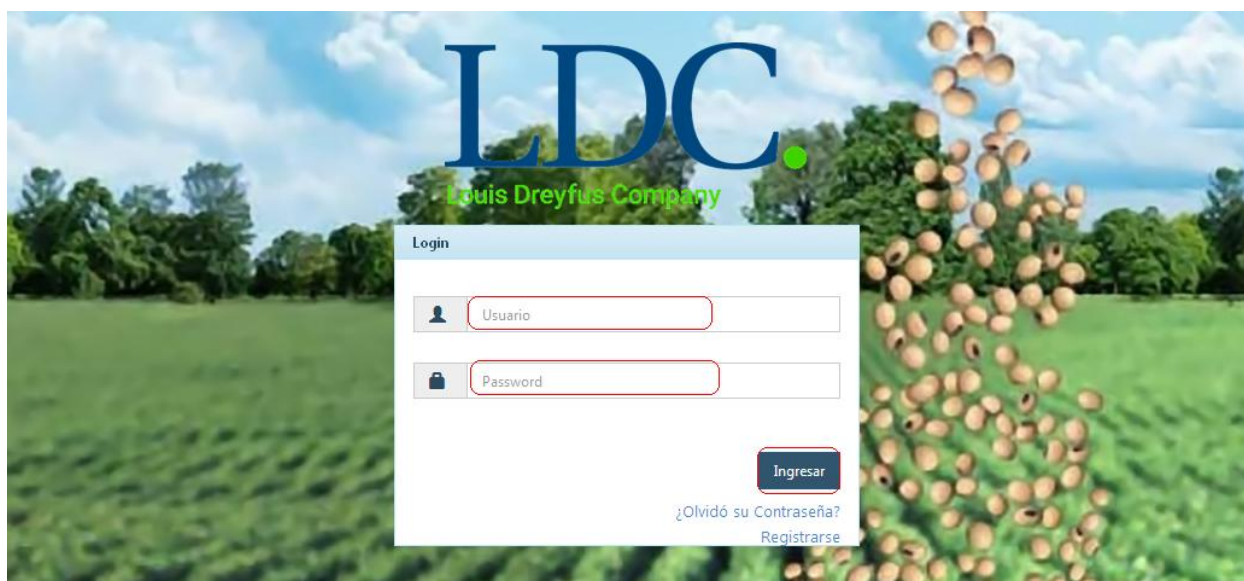 LDC.
Louis Dreyfus Company
Login
Usuario
Password
Ingresar
¿Olvidó su Contraseña?
Registrarse